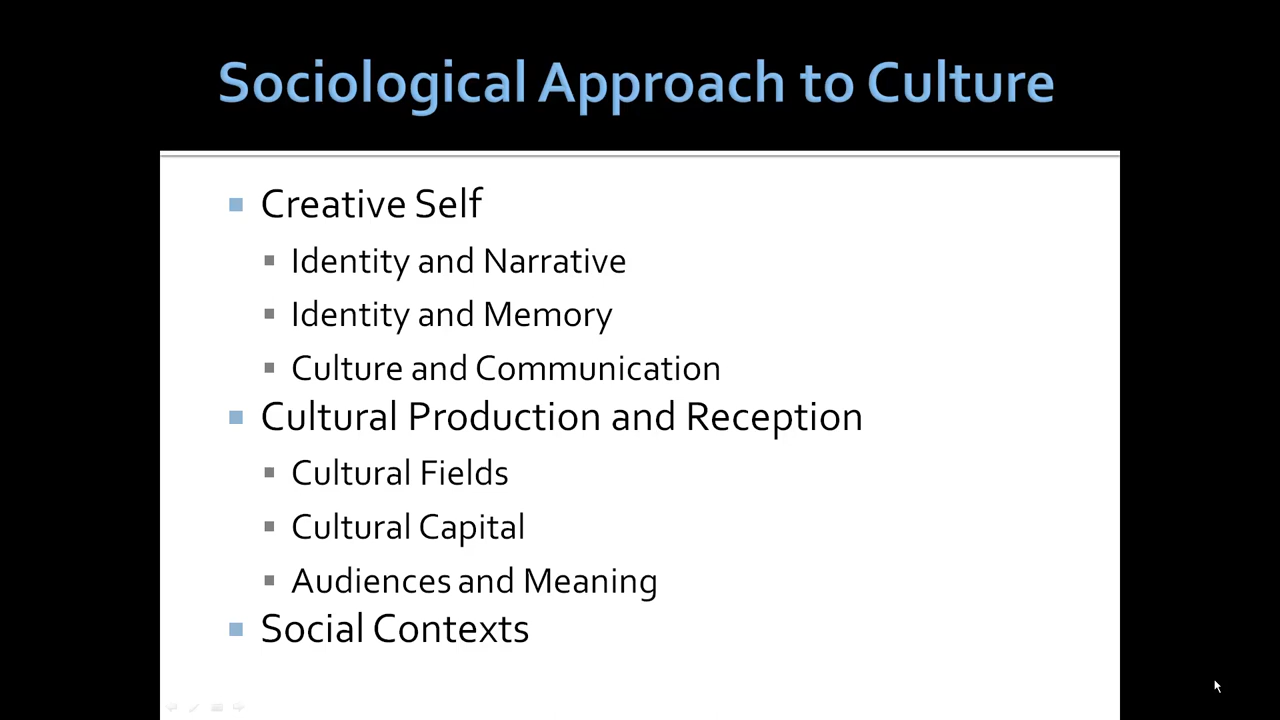 Sociological Approach to Culture
Creative Self
Identity and Narrative
Identity and Memory
Culture and Communication
Cultural Production and Reception
Cultural Fields
Cultural Capital
Audiences and Meaning
Social Contexts